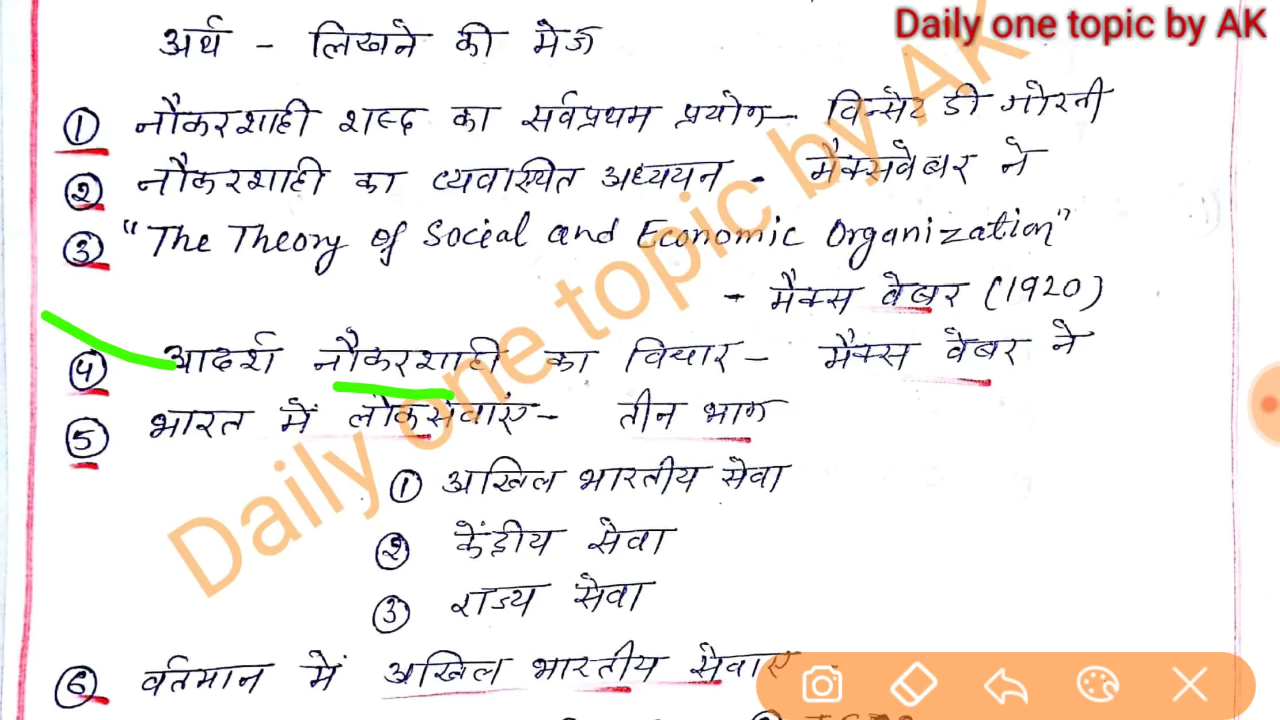 Daily one topic by AK
अर्थ - लिखने की मेज
① नौकरशाही शब्द का सर्वप्रथम प्रयोग - विन्सेट डी गोरनी
② नौकरशाही का व्यवास्थित अध्ययन - मैक्सवेबर ने
③ "The Theory of Social and Economic Organization"
- मैक्स वेबर (1920)
④ आदर्श नौकरशाही का विचार - मैक्स वेबर ने
⑤ भारत में लोकसेवाएं - तीन भाग
① अखिल भारतीय सेवा
② केंद्रीय सेवा
③ राज्य सेवा
⑥ वर्तमान में अखिल भारतीय सेवाएं
Daily one topic by AK